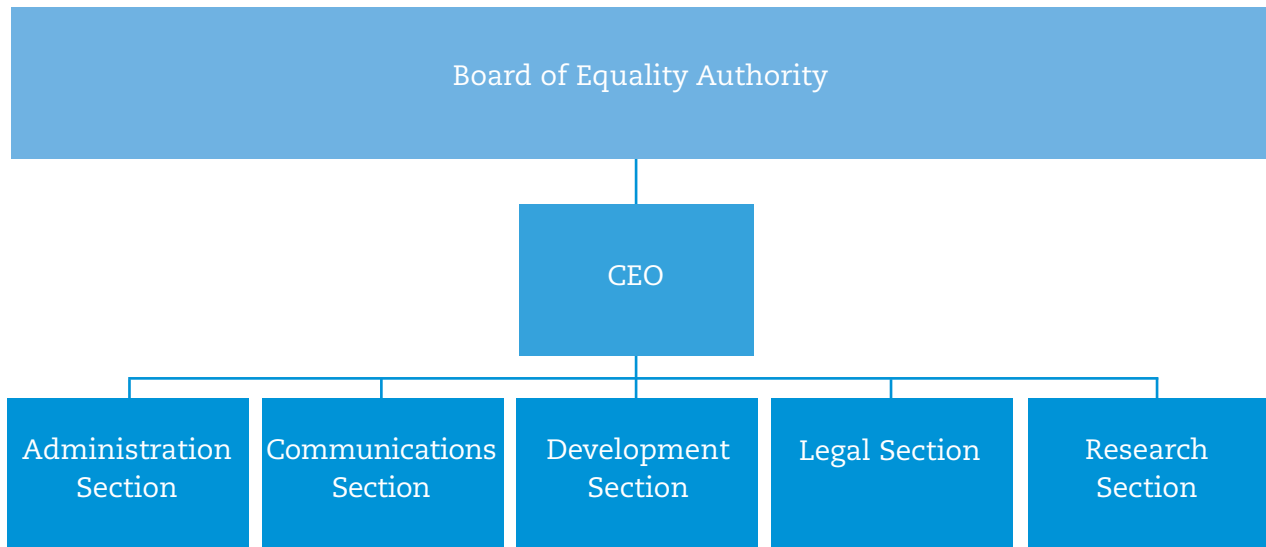 Board of Equality Authority
CEO
Administration
Section
Communications
Section
Development
Section
Legal Section
Research
Section